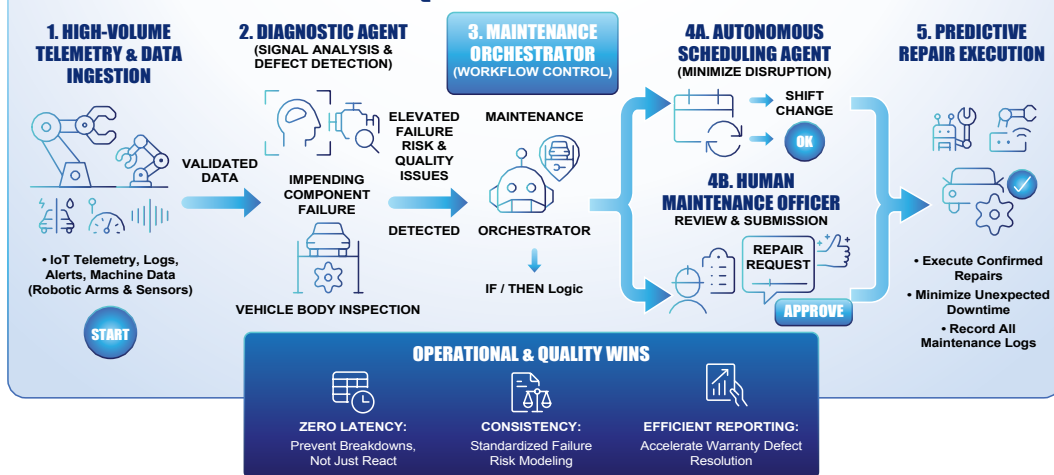 1. HIGH-VOLUME
TELEMETRY & DATA
INGESTION
VALIDATED
DATA
• IoT Telemetry, Logs,
Alerts, Machine Data
(Robotic Arms & Sensors)
START
2. DIAGNOSTIC AGENT
(SIGNAL ANALYSIS &
DEFECT DETECTION)
IMPENDING
COMPONENT
FAILURE
VEHICLE BODY INSPECTION
ELEVATED
FAILURE
RISK &
QUALITY
ISSUES
DETECTED
3. MAINTENANCE
ORCHESTRATOR
(WORKFLOW CONTROL)
MAINTENANCE
ORCHESTRATOR
IF / THEN Logic
4A. AUTONOMOUS
SCHEDULING AGENT
(MINIMIZE DISRUPTION)
SHIFT
CHANGE
OK
4B. HUMAN
MAINTENANCE OFFICER
REVIEW & SUBMISSION
REPAIR
REQUEST
APPROVE
5. PREDICTIVE
REPAIR EXECUTION
• Execute Confirmed
Repairs
• Minimize Unexpected
Downtime
• Record All
Maintenance Logs
OPERATIONAL & QUALITY WINS
ZERO LATENCY:
Prevent Breakdowns,
Not Just React
CONSISTENCY:
Standardized Failure
Risk Modeling
EFFICIENT REPORTING:
Accelerate Warranty Defect
Resolution